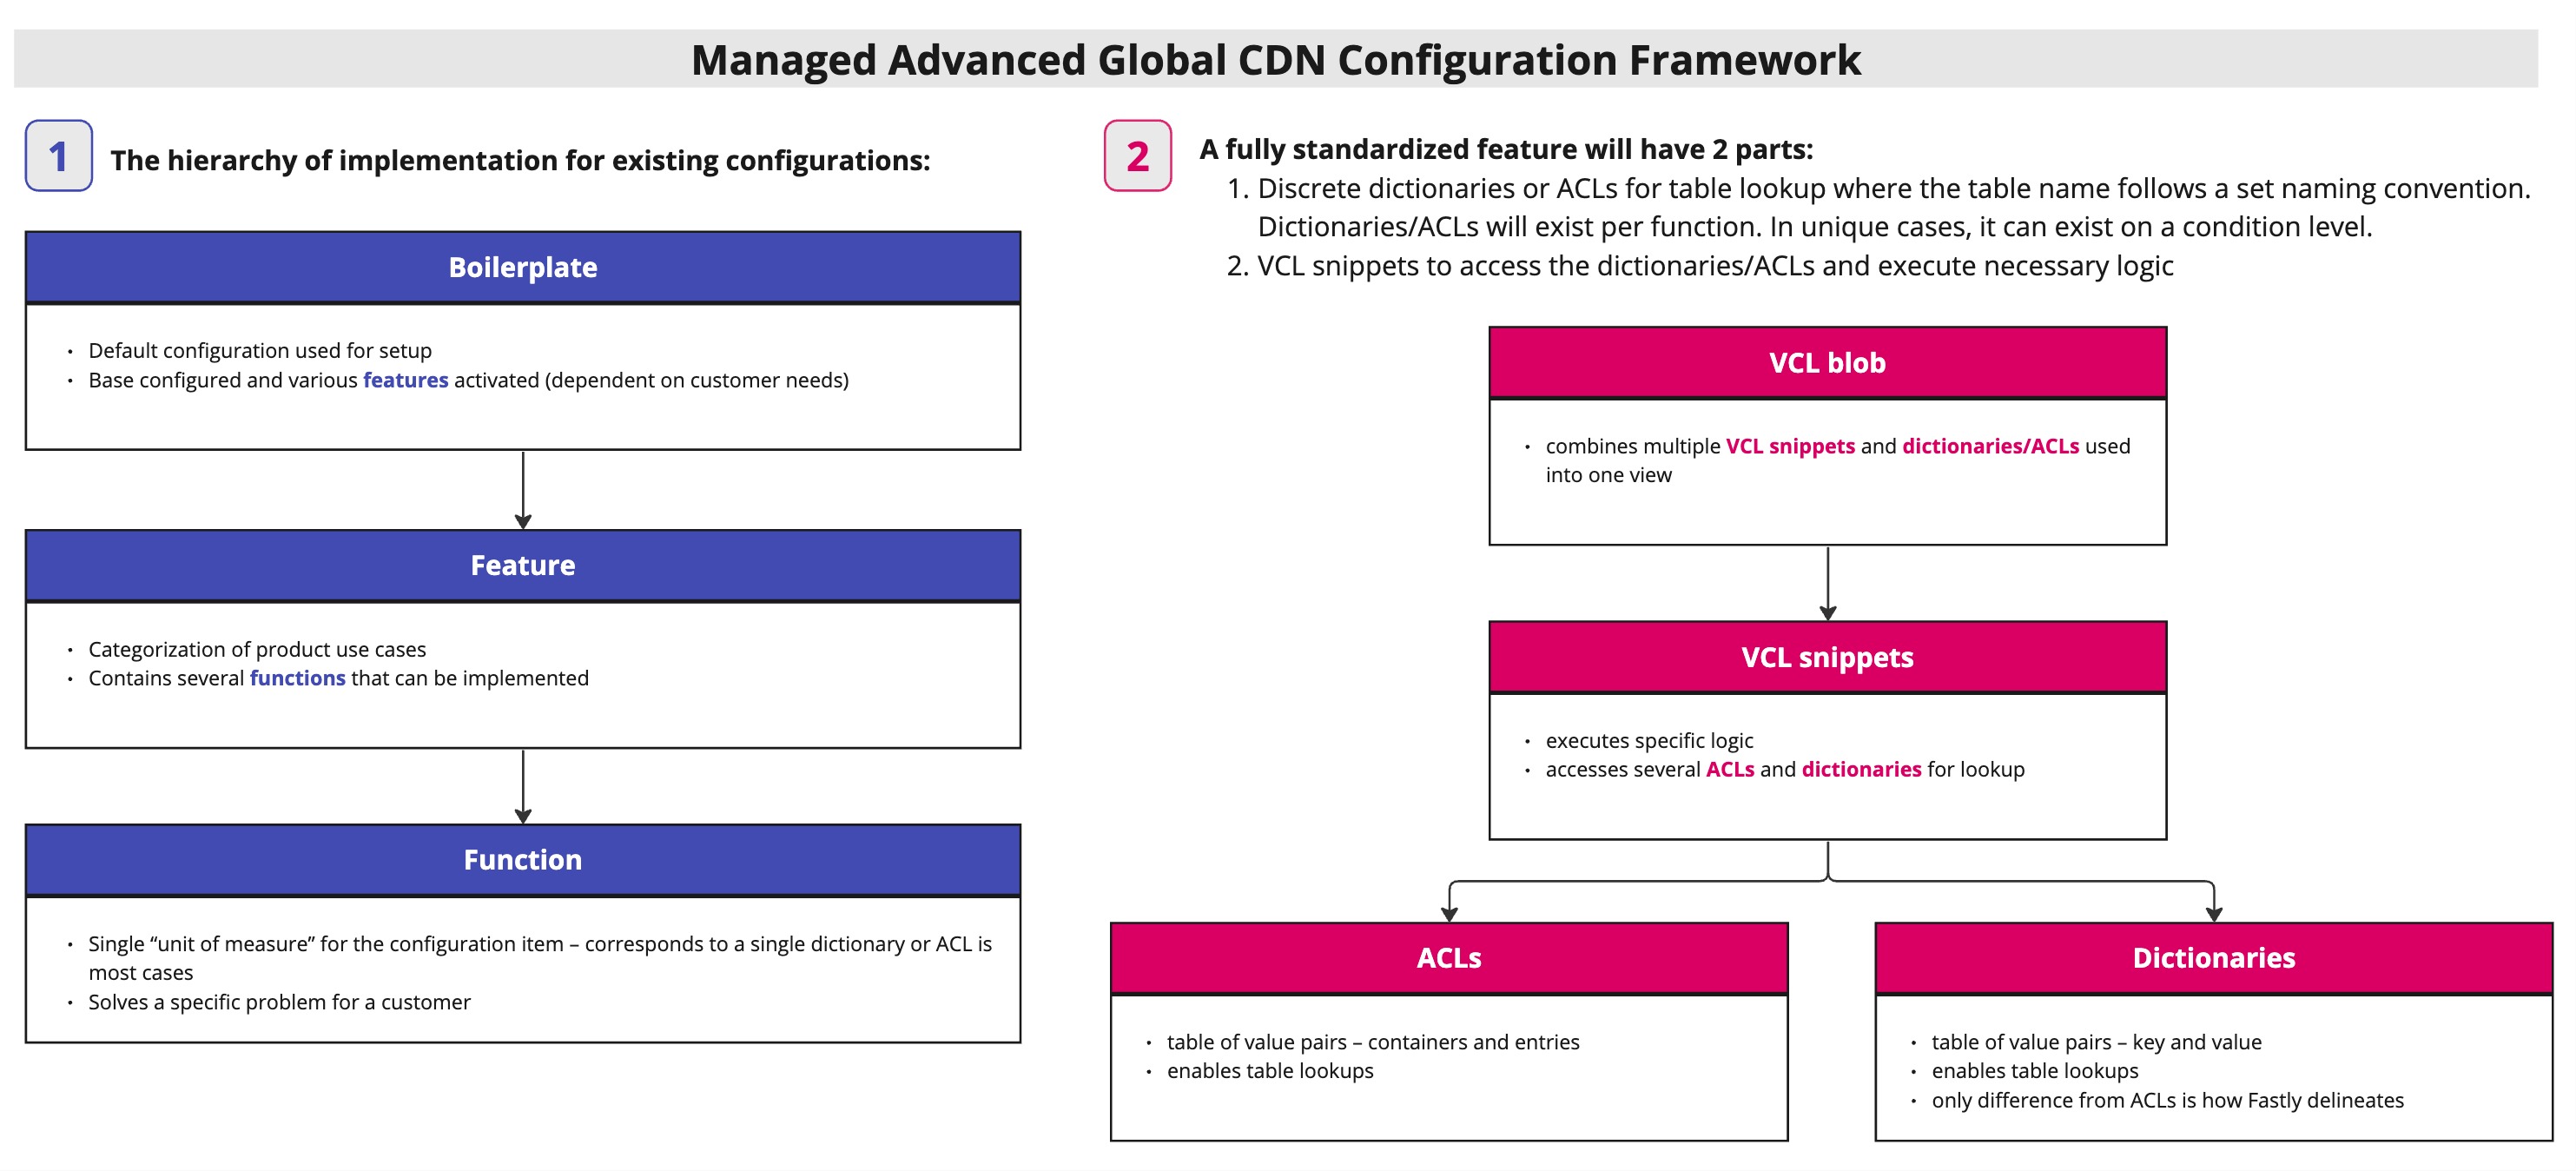 Managed Advanced Global CDN Configuration Framework
1
The hierarchy of implementation for existing configurations:
Boilerplate
• Default configuration used for setup
• Base configured and various features activated (dependent on customer needs)
Feature
• Categorization of product use cases
• Contains several functions that can be implemented
Function
• Single “unit of measure” for the configuration item – corresponds to a single dictionary or ACL is
most cases
• Solves a specific problem for a customer
2
A fully standardized feature will have 2 parts:
1. Discrete dictionaries or ACLs for table lookup where the table name follows a set naming convention.
Dictionaries/ACLs will exist per function. In unique cases, it can exist on a condition level.
2. VCL snippets to access the dictionaries/ACLs and execute necessary logic
VCL blob
• combines multiple VCL snippets and dictionaries/ACLs used
into one view
VCL snippets
• executes specific logic
• accesses several ACLs and dictionaries for lookup
ACLs
• table of value pairs – containers and entries
• enables table lookups
Dictionaries
• table of value pairs – key and value
• enables table lookups
• only difference from ACLs is how Fastly delineates